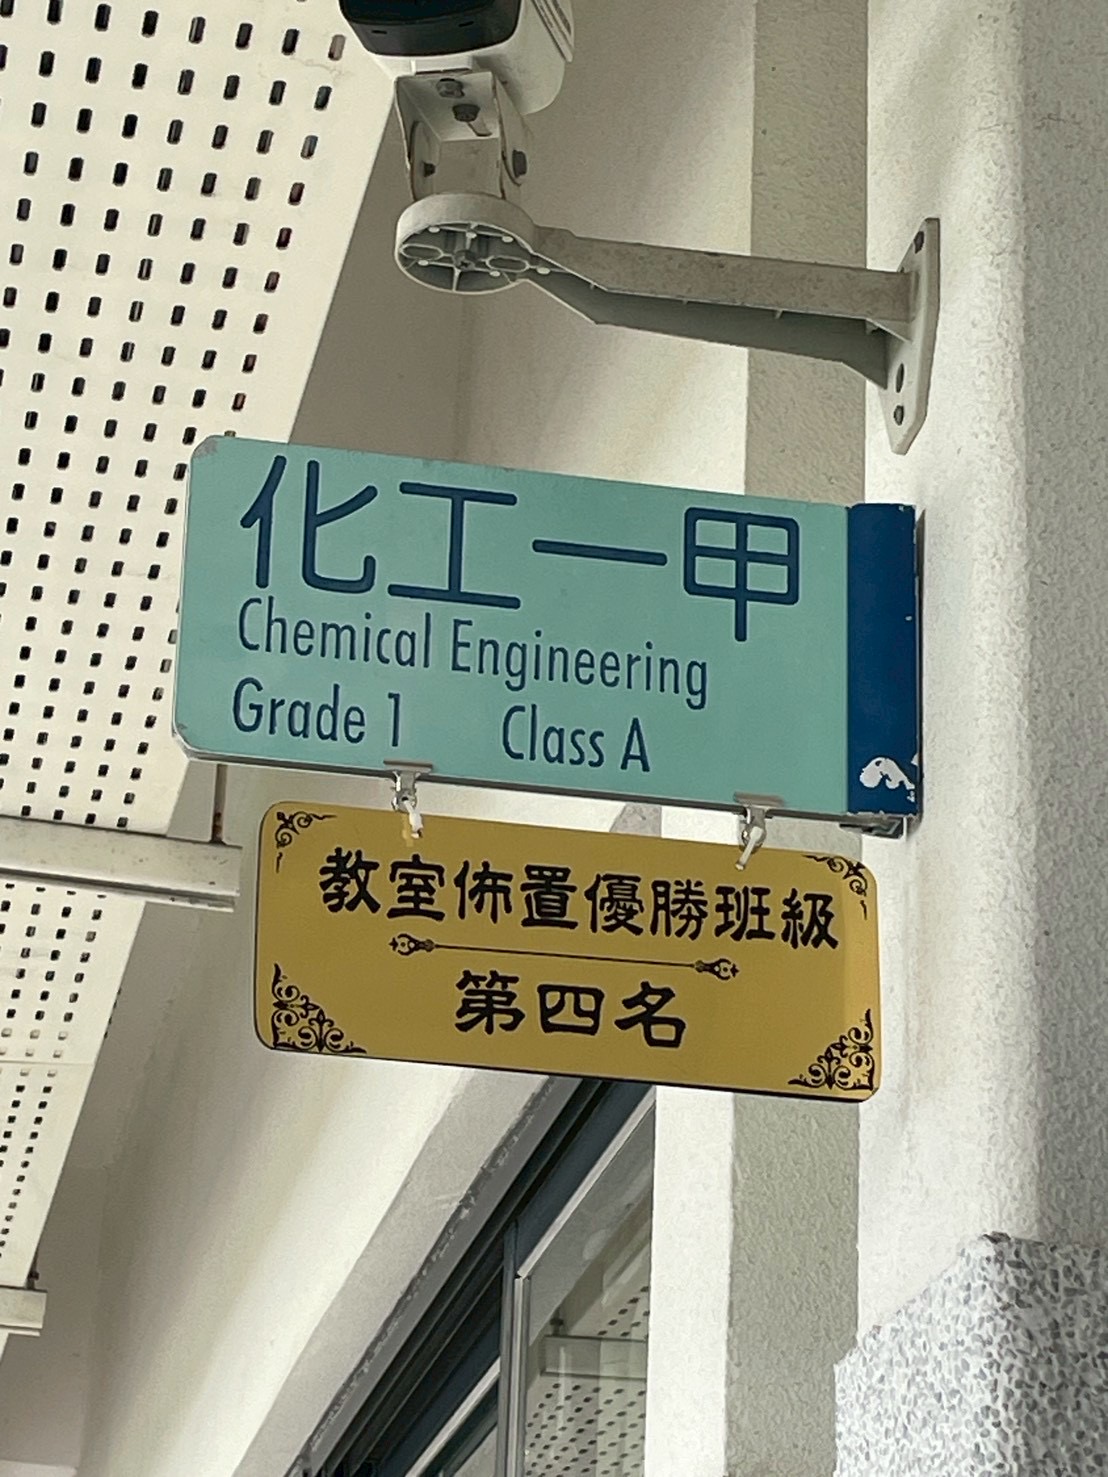 化工一甲
Chemical Engineering
Grade 1 Class A
教室佈置優勝班級
第四名